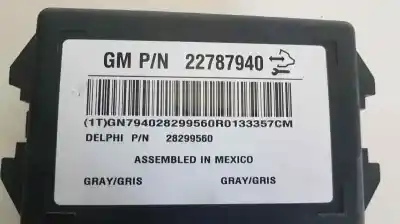 GM P/N 22787940
(1T)GN794028299560R0133357CM
DELPHI P/N 28299560
ASSEMBLED IN MEXICO
GRAY/GRIS GRAY/GRIS